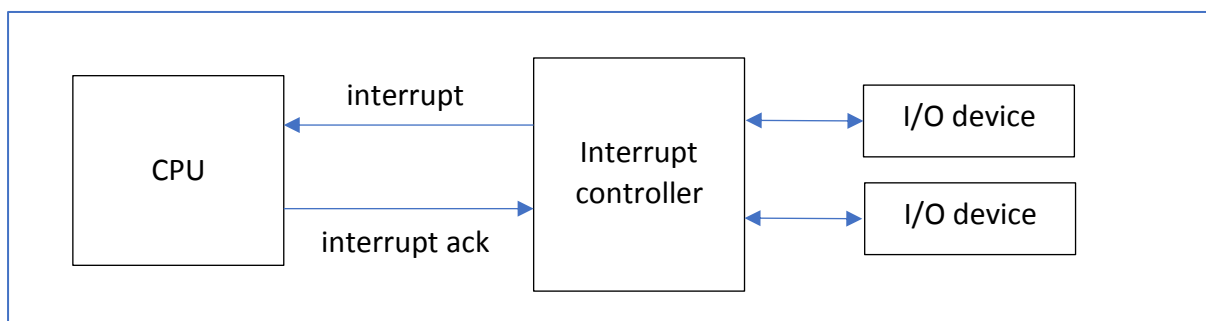 interrupt
CPU
interrupt ack
Interrupt
controller
I/O device
I/O device